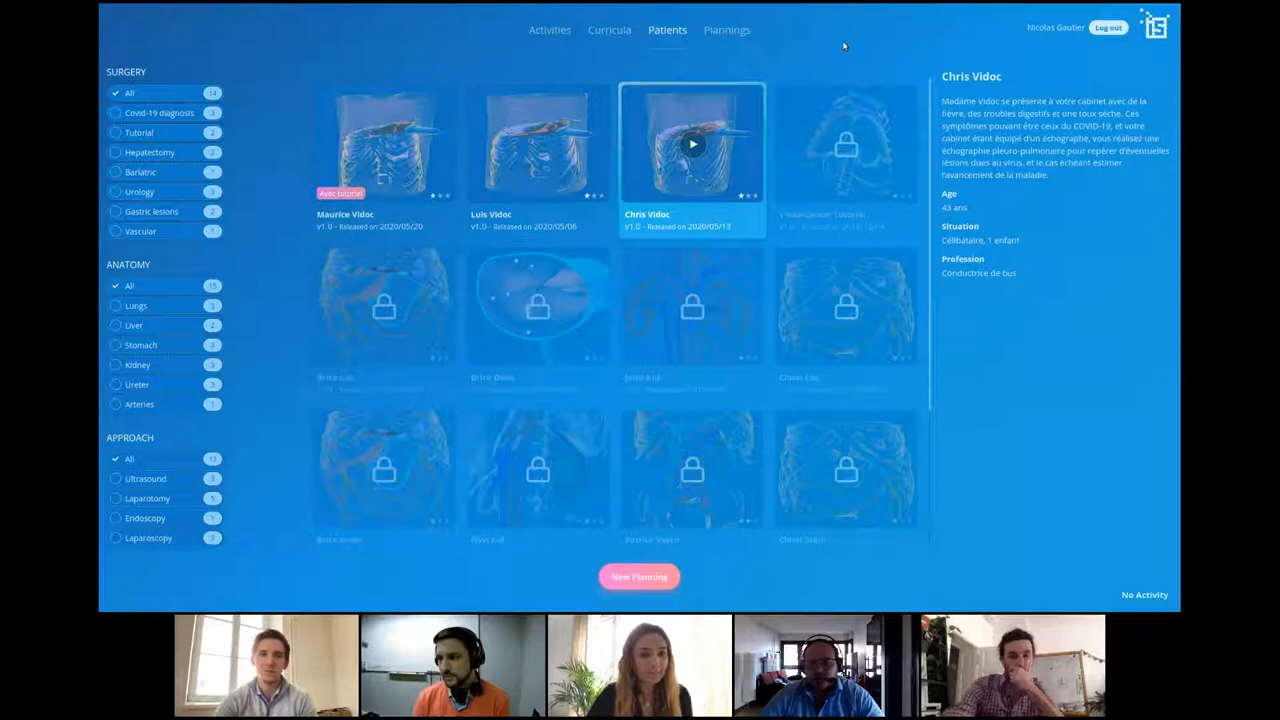 Activities
Curricula
Patients
Plannings
Nicolas Gautier
Log out
SURGERY
All 14
Covid-19 diagnosis 3
Tutorial 2
Hepatectomy 2
Bariatric 1
Urology 3
Gastric lesions 2
Vascular 1
ANATOMY
All 15
Lungs 3
Liver 2
Stomach 3
Kidney 3
Ureter 3
Arteries 1
APPROACH
All 12
Ultrasound 3
Laparotomy 5
Endoscopy 1
Laparoscopy 3
Avec tutoriel
Maurice Vidoc
v1.0 - Released on 2020/05/20
Luis Vidoc
v1.0 - Released on 2020/05/06
Chris Vidoc
v1.0 - Released on 2020/05/13
New Planning
Chris Vidoc
Madame Vidoc se présente à votre cabinet avec de la
fièvre, des troubles digestifs et une toux sèche. Ces
symptômes pouvant être ceux du COVID-19, et votre
cabinet étant équipé d'un échographe, vous réalisez une
échographie pleuro-pulmonaire pour repérer d'éventuelles
lésions dues au virus, et le cas échéant estimer
l'avancement de la maladie.
Age
43 ans
Situation
Célibataire, 1 enfant
Profession
Conductrice de bus
No Activity